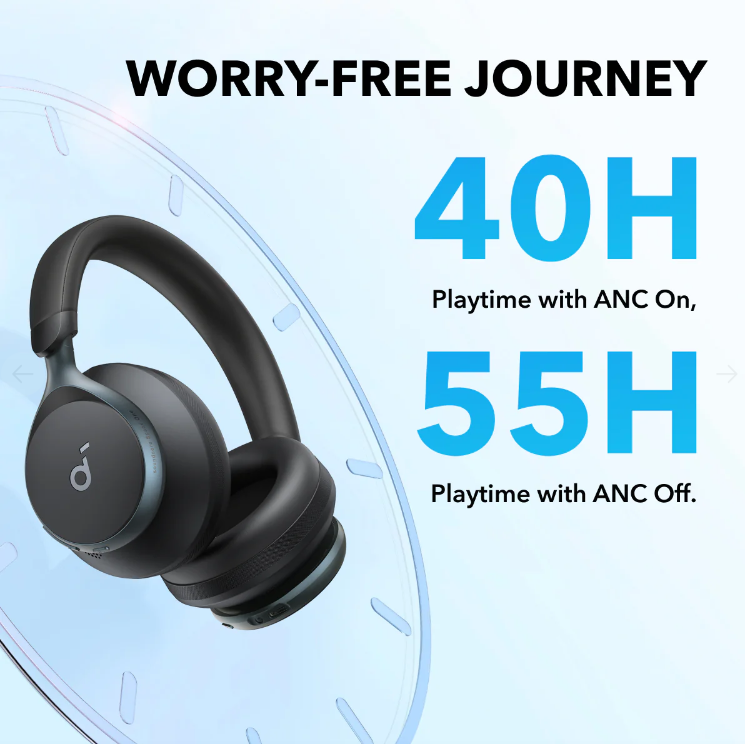 WORRY-FREE JOURNEY
40H
Playtime with ANC On,
55H
Playtime with ANC Off.